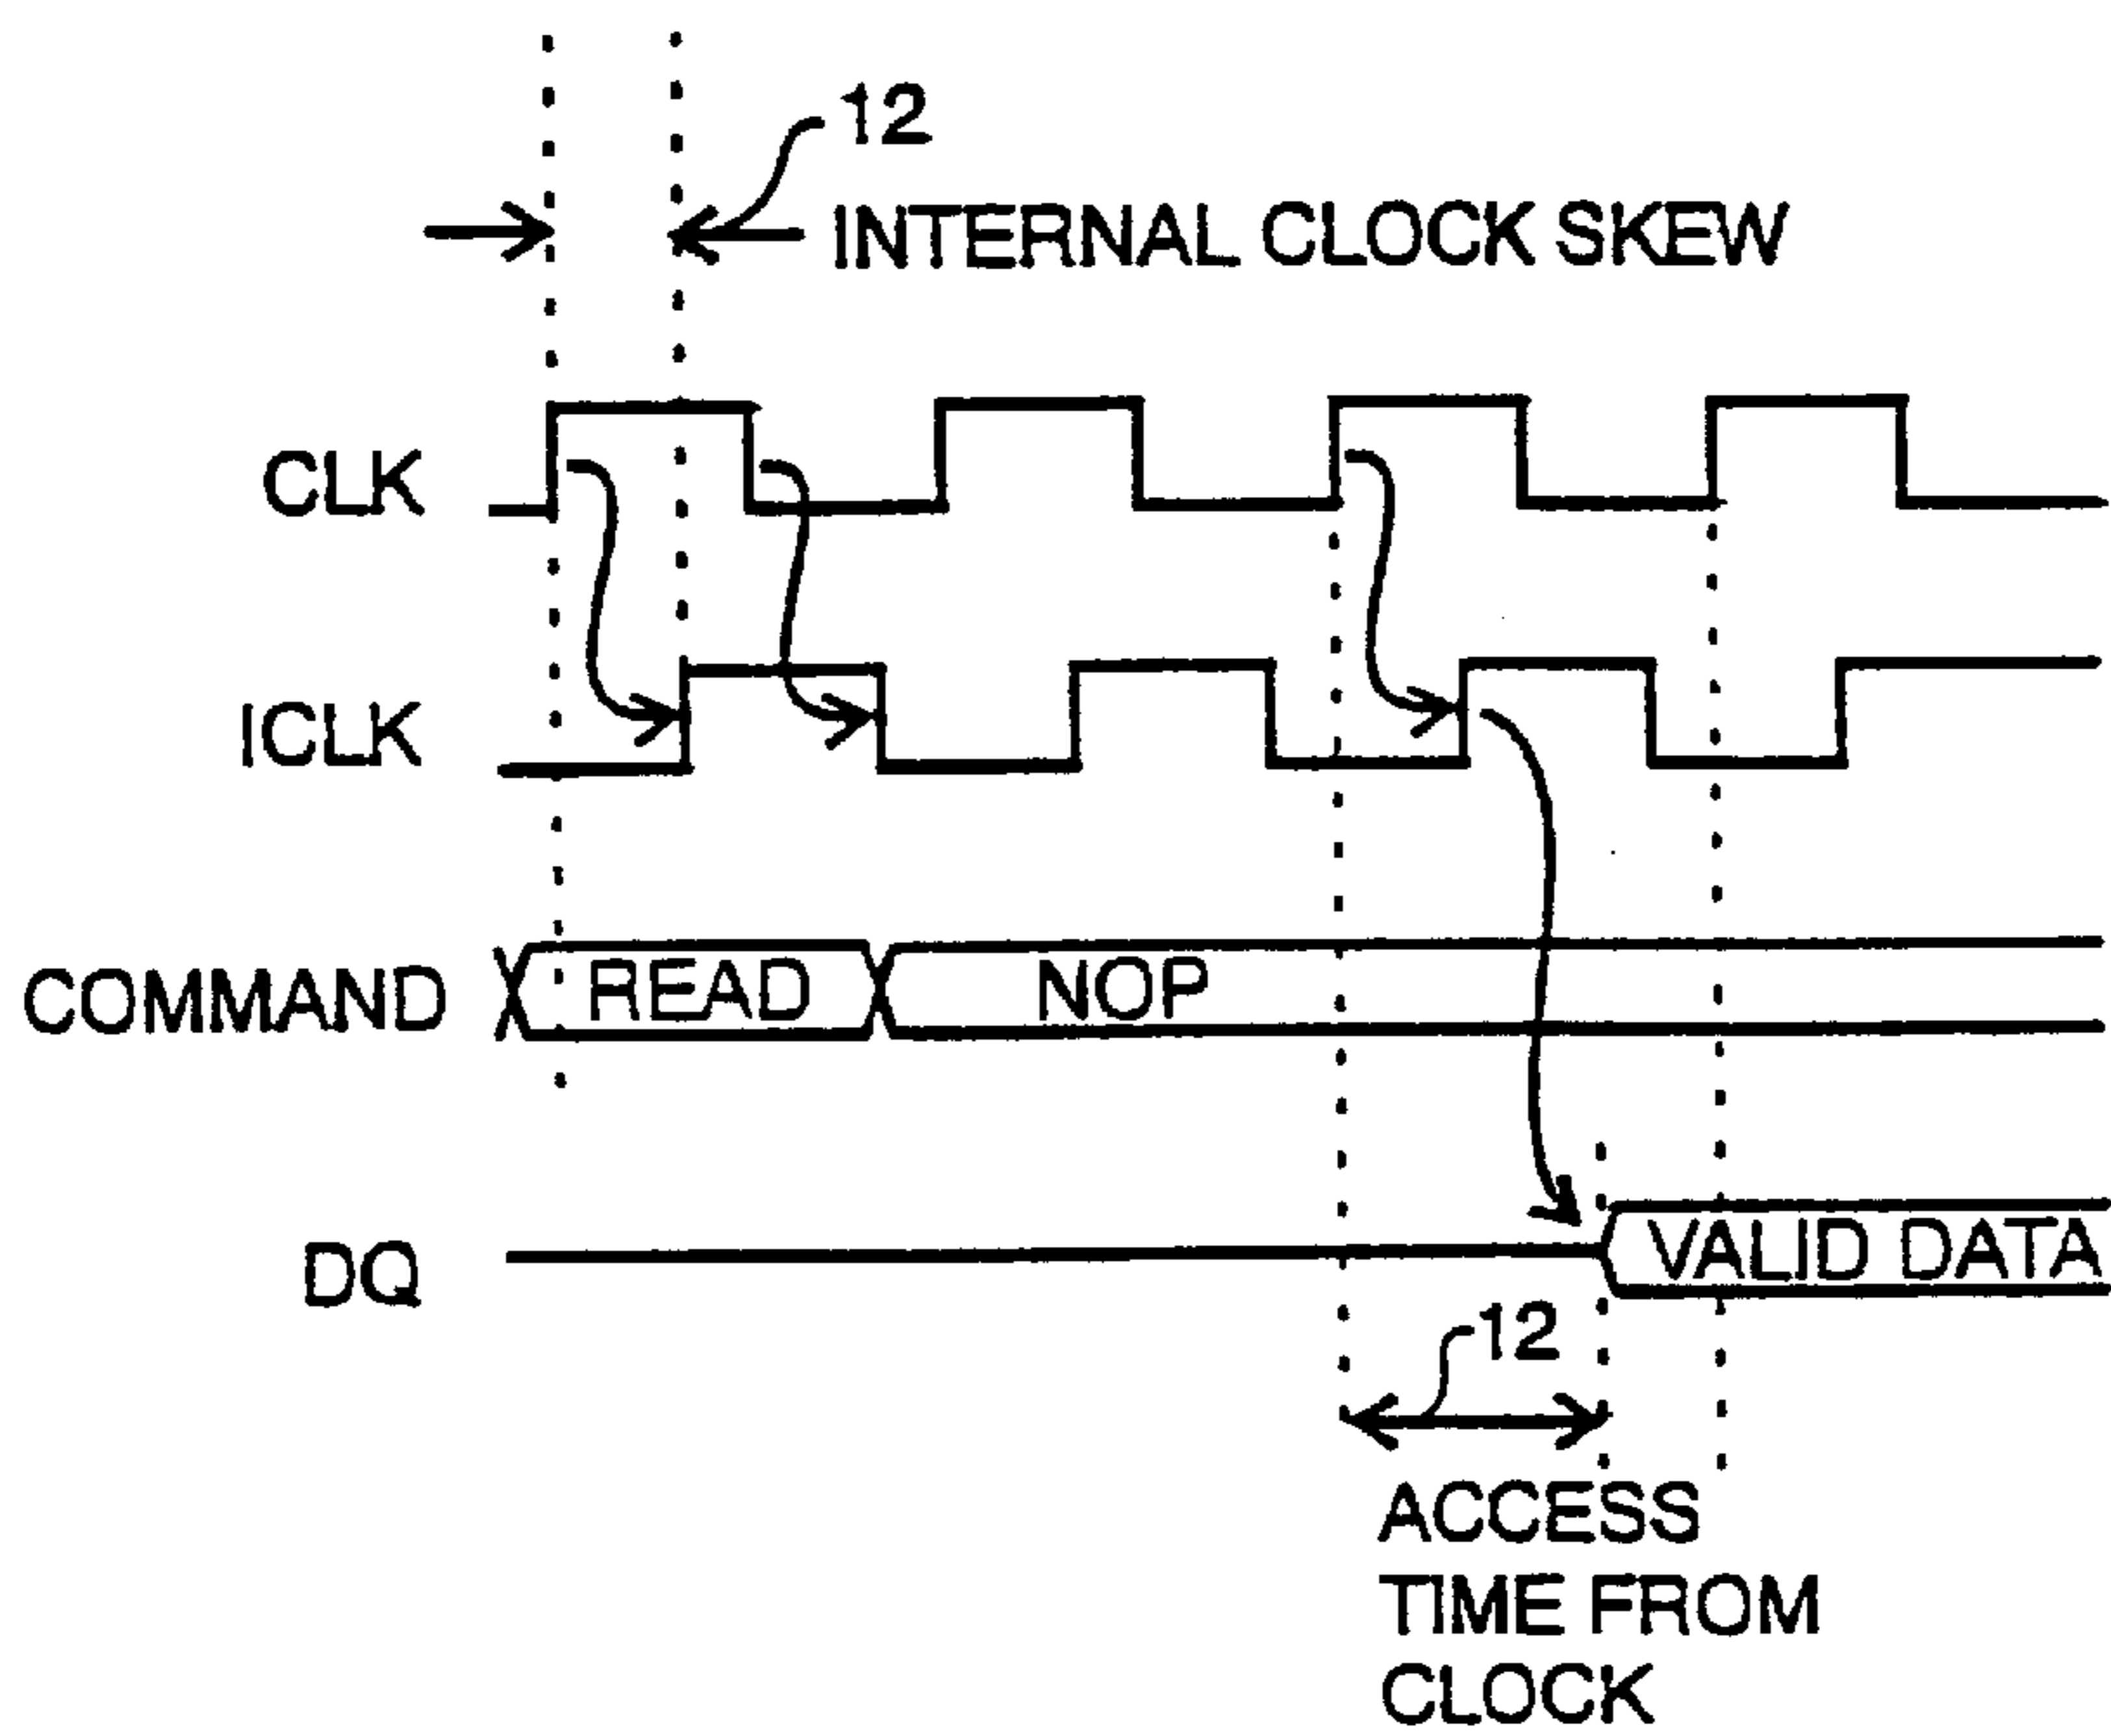 12
INTERNAL CLOCK SKEW
CLK
ICLK
COMMAND READ NOP
DQ VALID DATA
12
ACCESS
TIME FROM
CLOCK